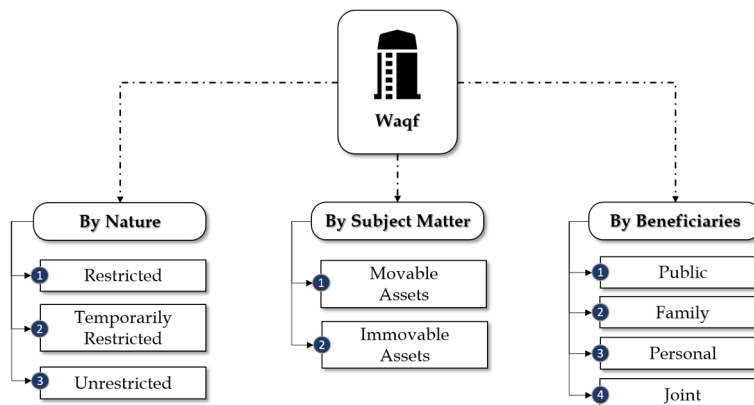 Waqf
By Nature
1 Restricted
2 Temporarily
Restricted
3 Unrestricted
By Subject Matter
1 Movable
Assets
2 Immovable
Assets
By Beneficiaries
1 Public
2 Family
3 Personal
4 Joint